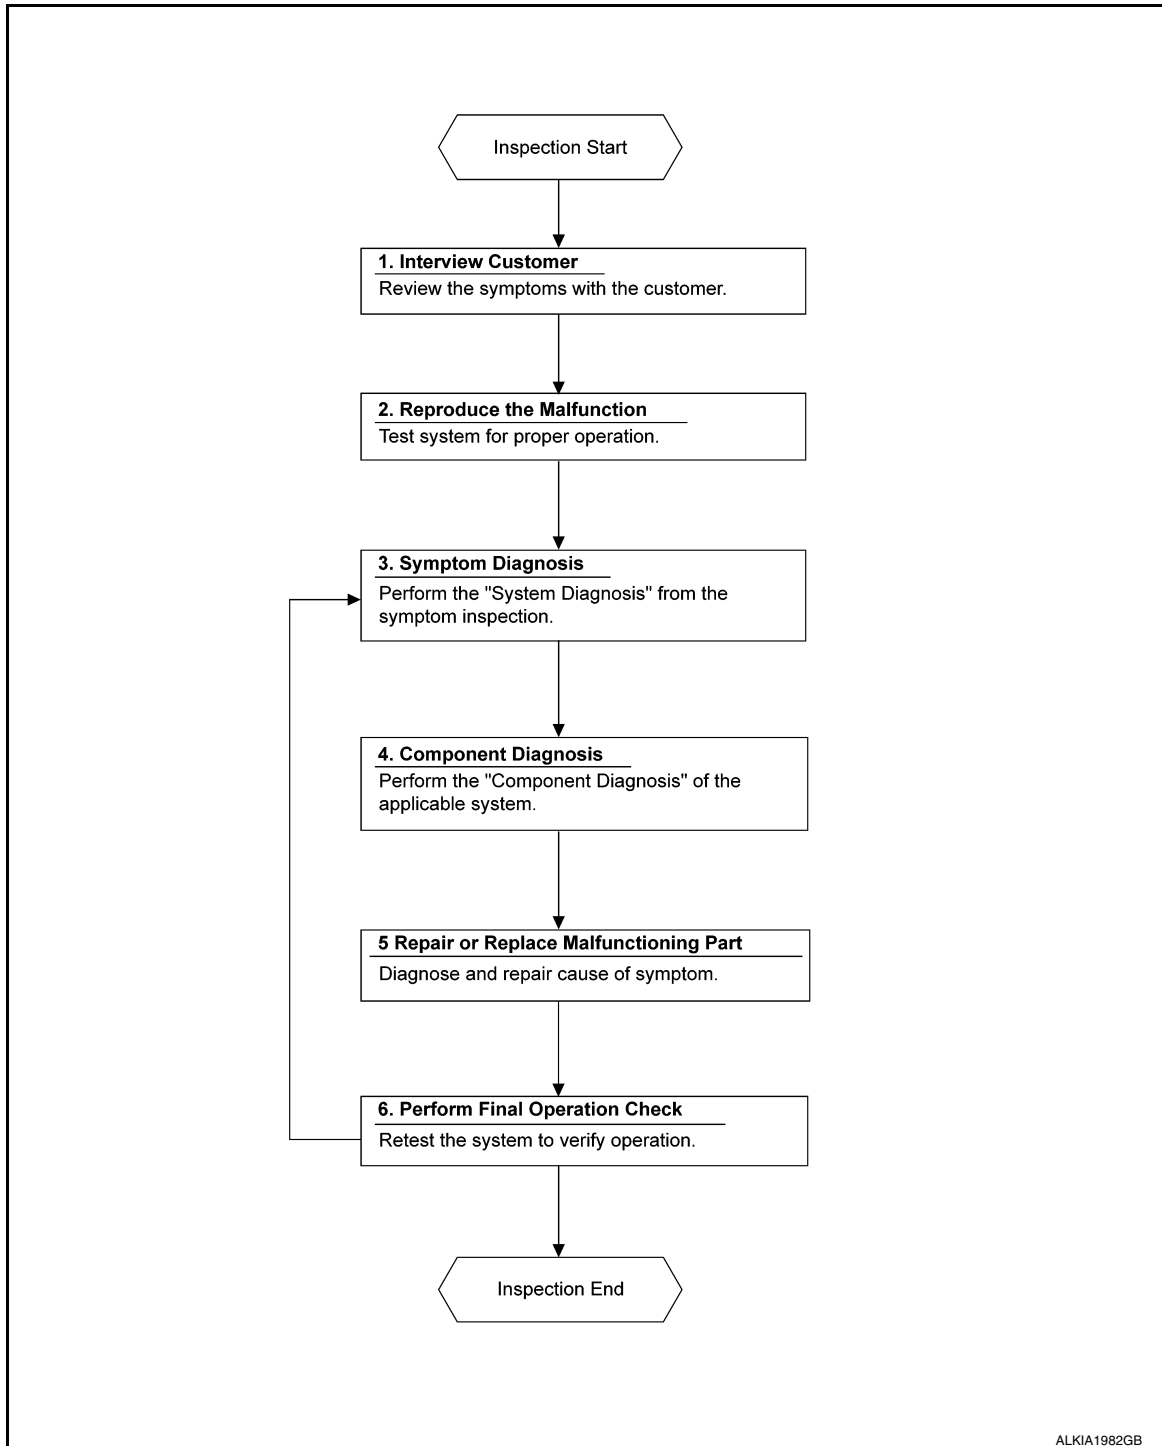 Inspection Start
1. Interview Customer
Review the symptoms with the customer.
2. Reproduce the Malfunction
Test system for proper operation.
3. Symptom Diagnosis
Perform the "System Diagnosis" from the
symptom inspection.
4. Component Diagnosis
Perform the "Component Diagnosis" of the
applicable system.
5 Repair or Replace Malfunctioning Part
Diagnose and repair cause of symptom.
6. Perform Final Operation Check
Retest the system to verify operation.
Inspection End
ALKIA1982GB